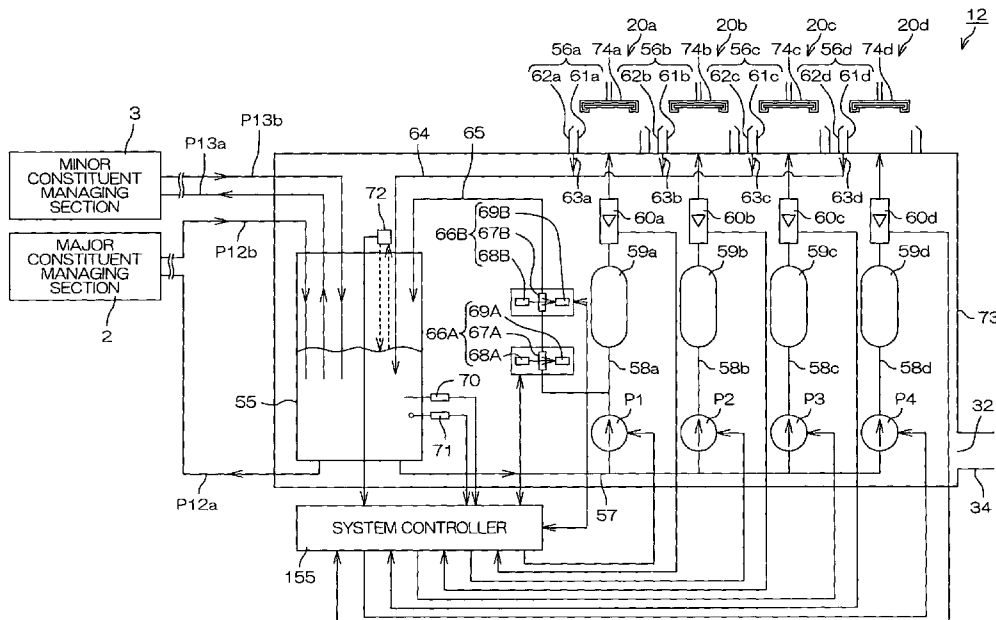 12
20a 20b 20c 20d
56a 74a 56b 74b 56c 74c 56d 74d
62a 61a 62b 61b 62c 61c 62d 61d
3
P13b
P13a
MINOR
CONSTITUENT
MANAGING
SECTION
64 65
63a 63b 63c 63d
72
69B
66B 67B
68B
60a 60b 60c 60d
MAJOR
CONSTITUENT
MANAGING
SECTION
P12b
2
59a 59b 59c 59d
69A
66A 67A
68A
73
58a 58b 58c 58d
55
70
71
P1 P2 P3 P4
32
P12a
57
34
SYSTEM CONTROLLER
155